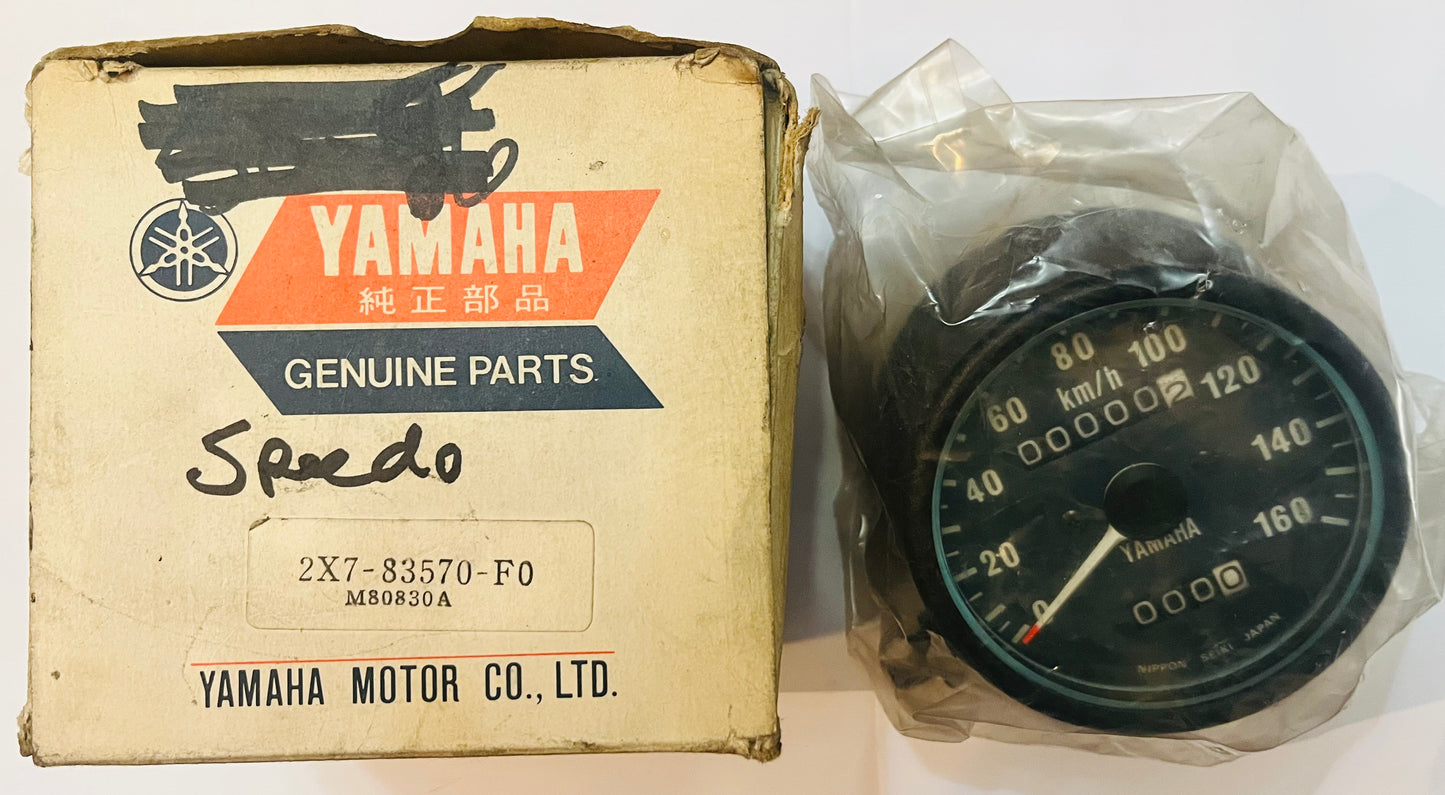 YAMAHA
純正部品
GENUINE PARTS
Speedo
2X7-83570-F0
M80830A
YAMAHA MOTOR CO., LTD.
80 100
km/h
60 120
000002
40 140
20 160
YAMAHA
0
0000
NIPPON SEIKI JAPAN